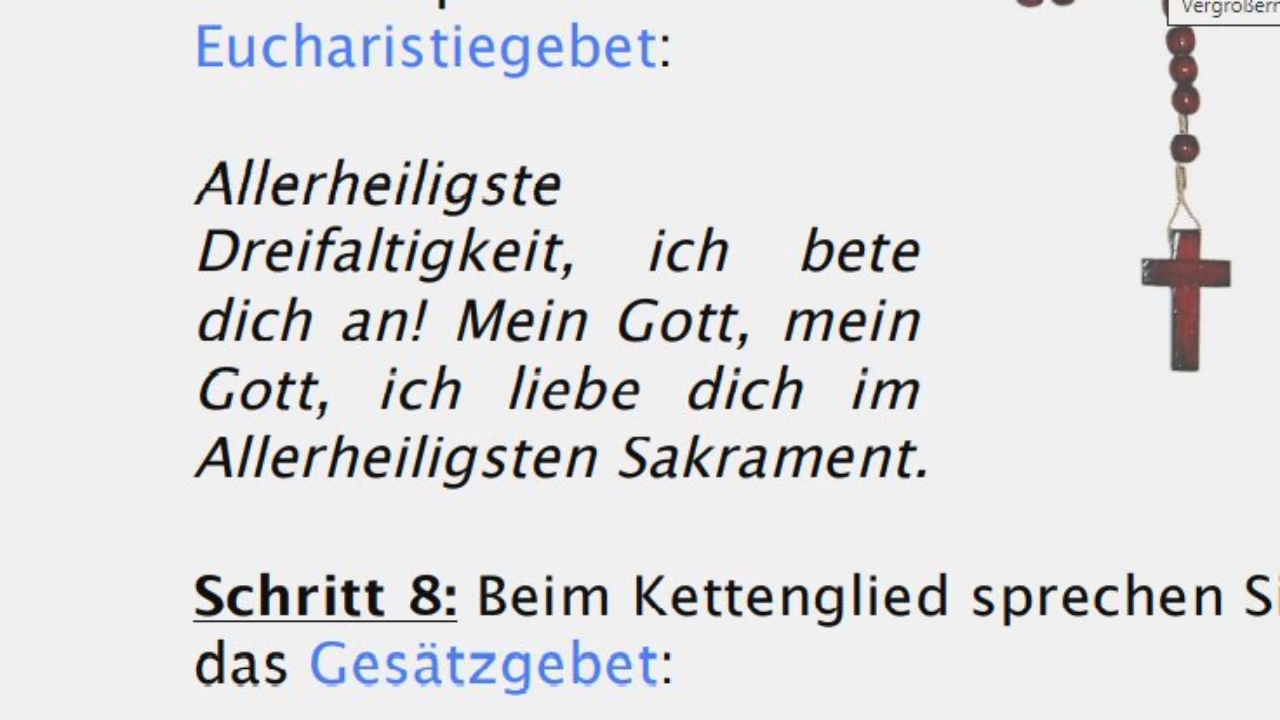 Vergrößern
Eucharistiegebet:
Allerheiligste
Dreifaltigkeit, ich bete
dich an! Mein Gott, mein
Gott, ich liebe dich im
Allerheiligsten Sakrament.
Schritt 8: Beim Kettenglied sprechen
das Gesätzgebet: